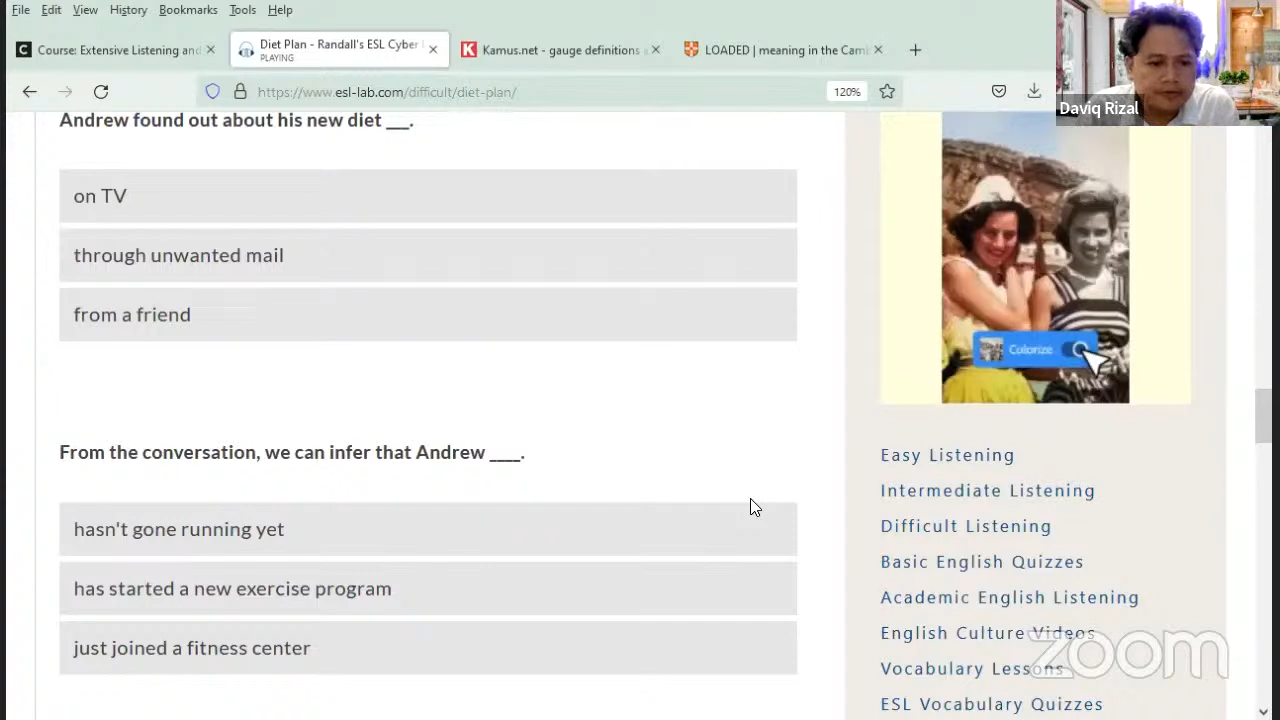 File Edit View History Bookmarks Tools Help
Course: Extensive Listening and
Diet Plan - Randall's ESL Cyber
PLAYING
Kamus.net - gauge definitions
LOADED | meaning in the Cam
https://www.esl-lab.com/difficult/diet-plan/
120%
Daviq Rizal
Andrew found out about his new diet ___.
on TV
through unwanted mail
from a friend
From the conversation, we can infer that Andrew ____.
hasn't gone running yet
has started a new exercise program
just joined a fitness center
Colorize
Easy Listening
Intermediate Listening
Difficult Listening
Basic English Quizzes
Academic English Listening
English Culture Videos
Vocabulary Lessons
ESL Vocabulary Quizzes
zoom